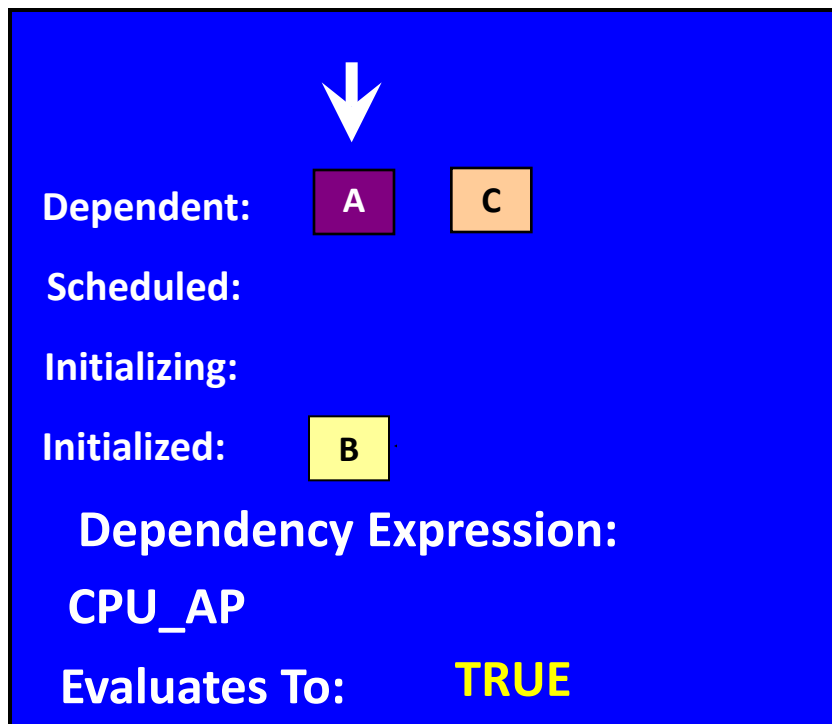 Dependent: A C
Scheduled:
Initializing:
Initialized: B
Dependency Expression:
CPU_AP
Evaluates To: TRUE